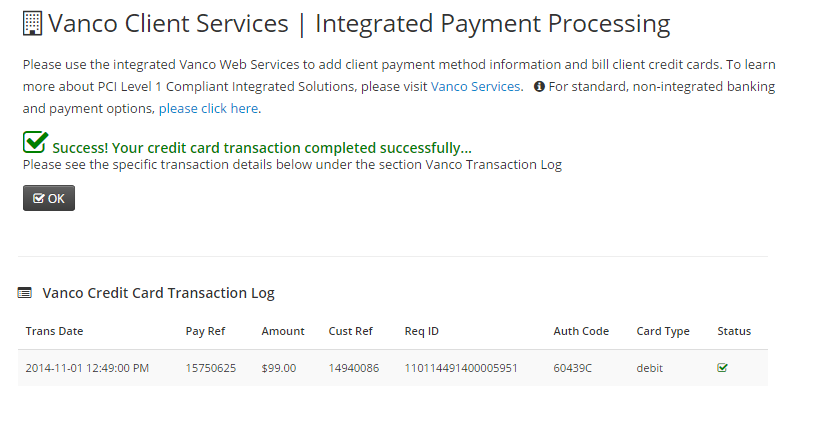 Vanco Client Services | Integrated Payment Processing
Please use the integrated Vanco Web Services to add client payment method information and bill client credit cards. To learn
more about PCI Level 1 Compliant Integrated Solutions, please visit Vanco Services. For standard, non-integrated banking
and payment options, please click here.
Success! Your credit card transaction completed successfully...
Please see the specific transaction details below under the section Vanco Transaction Log
OK
Vanco Credit Card Transaction Log
Trans Date Pay Ref Amount Cust Ref Req ID Auth Code Card Type Status
2014-11-01 12:49:00 PM 15750625 $99.00 14940086 110114491400005951 60439C debit